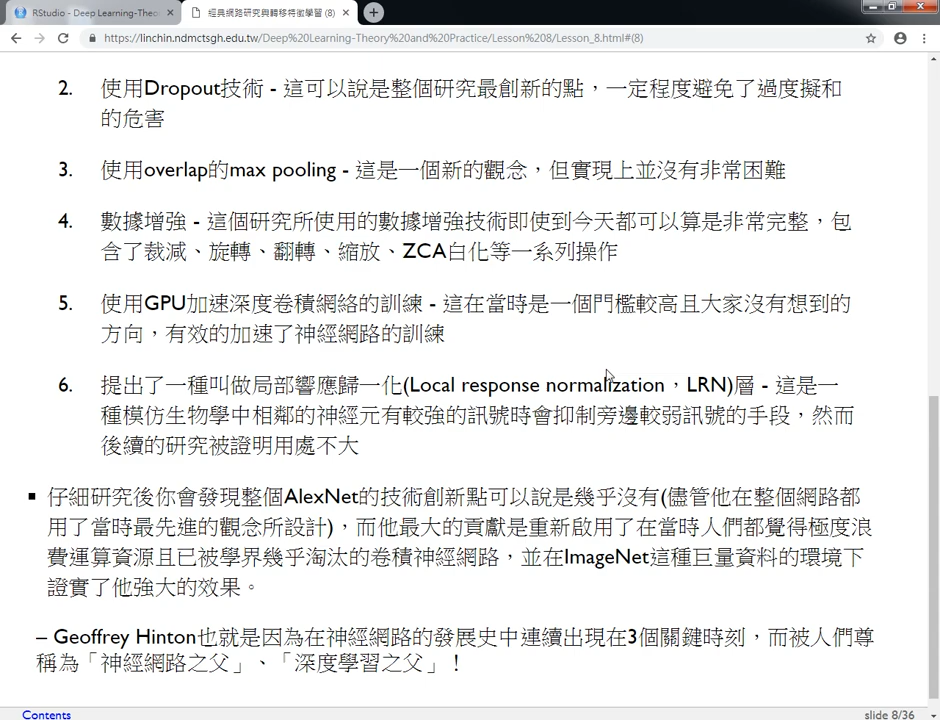 RStudio - Deep Learning-Theo
經典網路研究與轉移特徵學習 (8)
https://linchin.ndmctsgh.edu.tw/Deep%20Learning-Theory%20and%20Practice/Lesson%208/Lesson_8.html#(8)
2. 使用Dropout技術 - 這可以說是整個研究最創新的點，一定程度避免了過度擬和
的危害
3. 使用overlap的max pooling - 這是一個新的觀念，但實現上並沒有非常困難
4. 數據增強 - 這個研究所使用的數據增強技術即使到今天都可以算是非常完整，包
含了裁減、旋轉、翻轉、縮放、ZCA白化等一系列操作
5. 使用GPU加速深度卷積網絡的訓練 - 這在當時是一個門檻較高且大家沒有想到的
方向，有效的加速了神經網路的訓練
6. 提出了一種叫做局部響應歸一化(Local response normalization，LRN)層 - 這是一
種模仿生物學中相鄰的神經元有較強的訊號時會抑制旁邊較弱訊號的手段，然而
後續的研究被證明用處不大
▪ 仔細研究後你會發現整個AlexNet的技術創新點可以說是幾乎沒有(儘管他在整個網路都
用了當時最先進的觀念所設計)，而他最大的貢獻是重新啟用了在當時人們都覺得極度浪
費運算資源且已被學界幾乎淘汰的卷積神經網路，並在ImageNet這種巨量資料的環境下
證實了他強大的效果。
– Geoffrey Hinton也就是因為在神經網路的發展史中連續出現在3個關鍵時刻，而被人們尊
稱為「神經網路之父」、「深度學習之父」！
Contents
slide 8/36